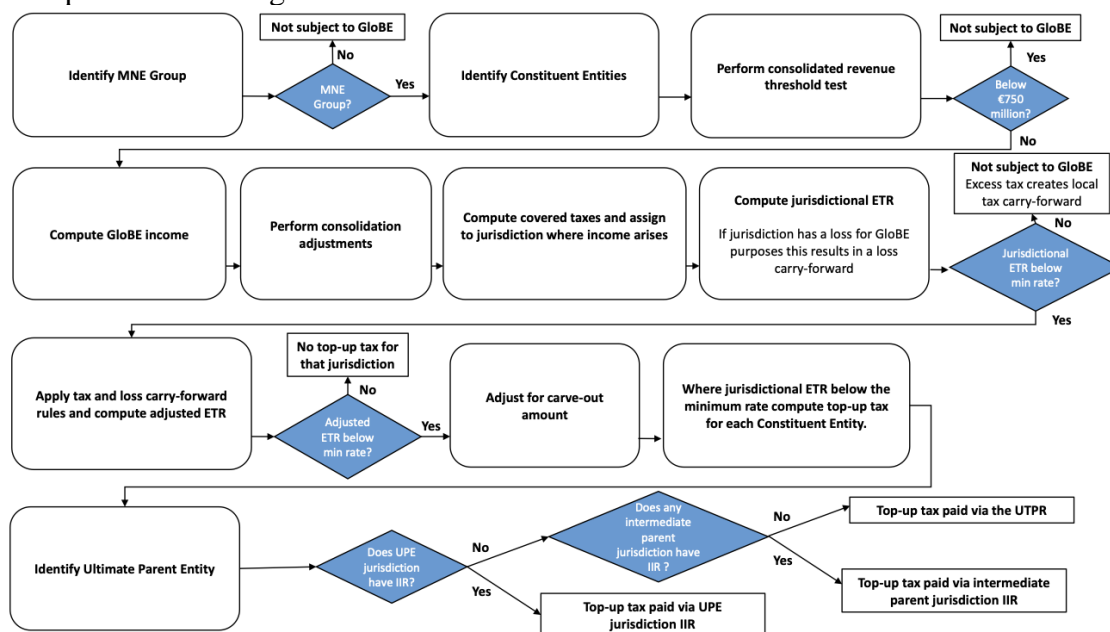 Not subject to GloBE
Not subject to GloBE
No
Yes
Identify MNE Group
MNE
Group?
Yes
Identify Constituent Entities
Perform consolidated revenue
threshold test
Below
€750
million?
No
Not subject to GloBE
Excess tax creates local
tax carry-forward
No
Compute GloBE income
Perform consolidation
adjustments
Compute covered taxes and assign
to jurisdiction where income arises
Compute jurisdictional ETR
If jurisdiction has a loss for GloBE
purposes this results in a loss
carry-forward
Jurisdictional
ETR below
min rate?
Yes
No top-up tax for
that jurisdiction
No
Apply tax and loss carry-forward
rules and compute adjusted ETR
Adjusted
ETR below
min rate?
Yes
Adjust for carve-out
amount
Where jurisdictional ETR below the
minimum rate compute top-up tax
for each Constituent Entity.
Identify Ultimate Parent Entity
Does UPE
jurisdiction
have IIR?
No
Yes
Top-up tax paid via UPE
jurisdiction IIR
Does any
intermediate
parent
jurisdiction have
IIR ?
No
Top-up tax paid via the UTPR
Yes
Top-up tax paid via intermediate
parent jurisdiction IIR